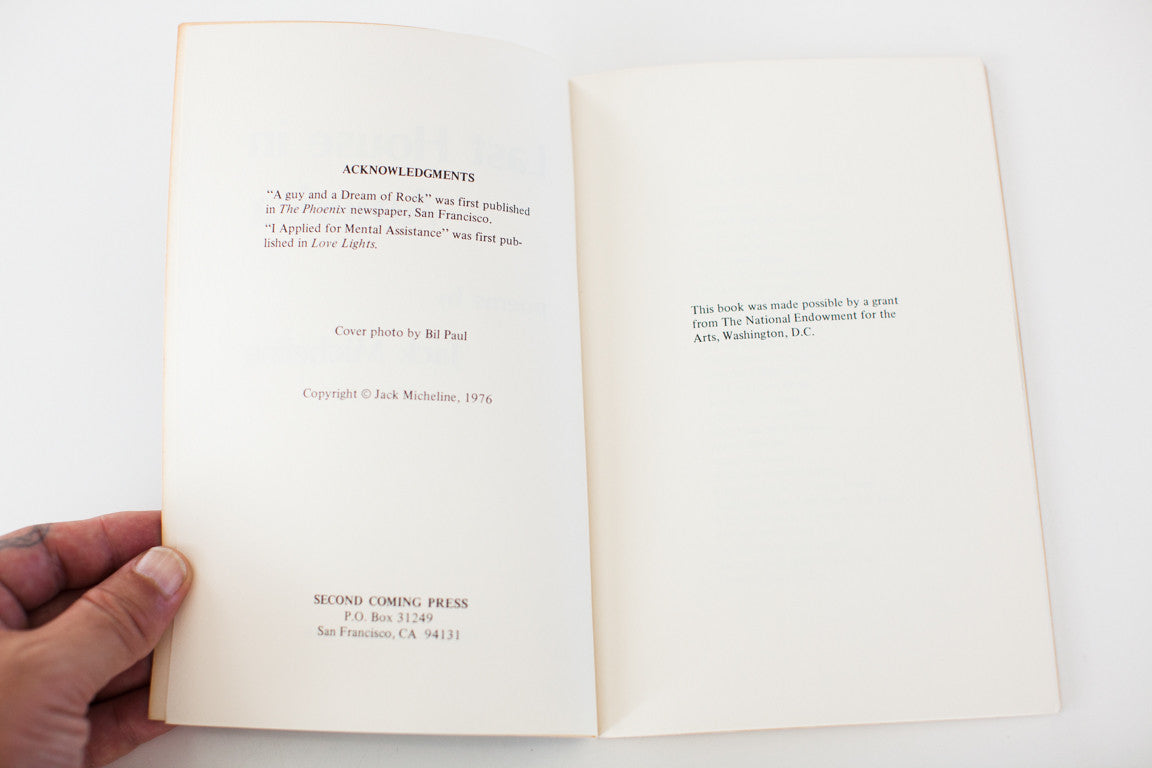 ACKNOWLEDGMENTS
“A guy and a Dream of Rock” was first published
in The Phoenix newspaper, San Francisco.
“I Applied for Mental Assistance” was first pub-
lished in Love Lights.
Cover photo by Bil Paul
Copyright © Jack Micheline, 1976
SECOND COMING PRESS
P.O. Box 31249
San Francisco, CA 94131
This book was made possible by a grant
from The National Endowment for the
Arts, Washington, D.C.